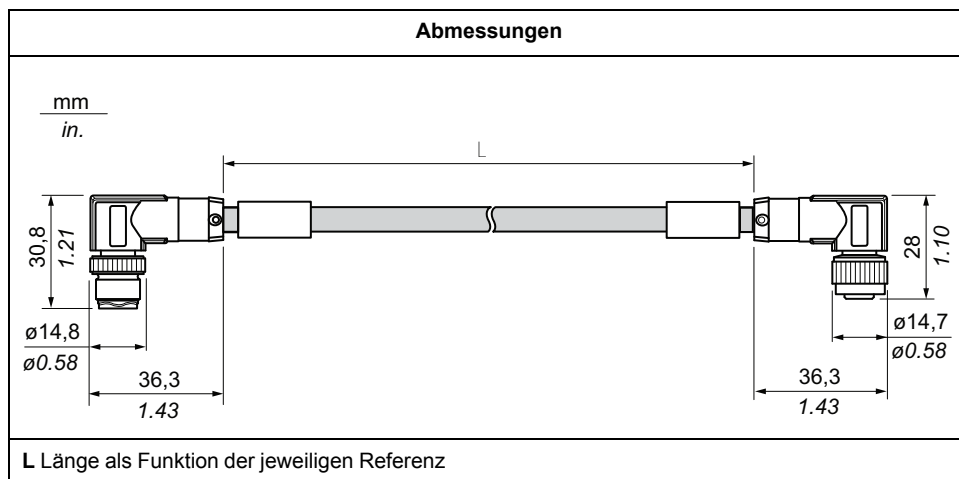 Abmessungen
mm
in.
L
30,8
1.21
28
1.10
ø14,8
ø0.58
ø14,7
ø0.58
36,3
1.43
36,3
1.43
L Länge als Funktion der jeweiligen Referenz